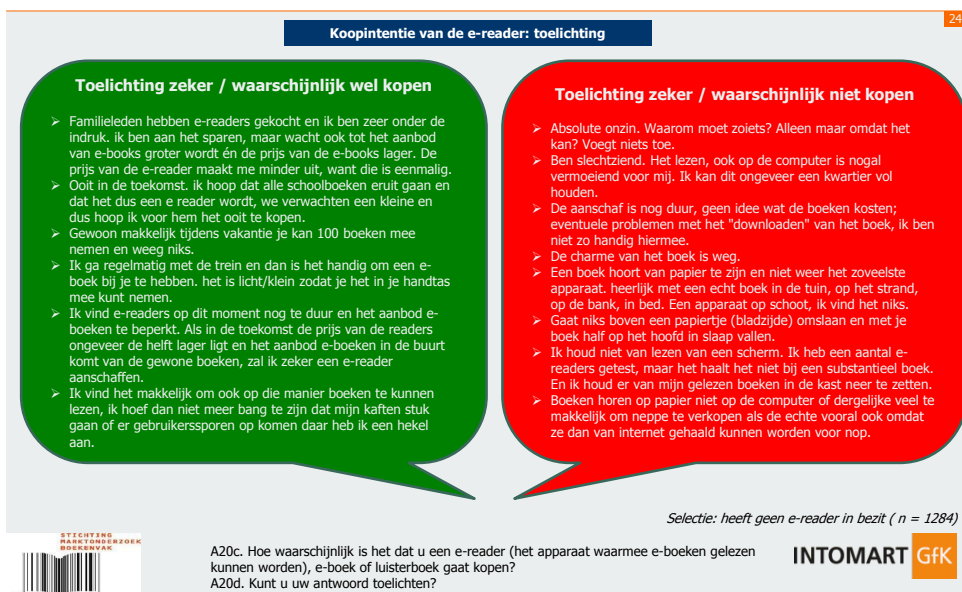 24
Koopintentie van de e-reader: toelichting
Toelichting zeker / waarschijnlijk wel kopen
➢ Familieleden hebben e-readers gekocht en ik ben zeer onder de
indruk. ik ben aan het sparen, maar wacht ook tot het aanbod
van e-books groter wordt én de prijs van de e-books lager. De
prijs van de e-reader maakt me minder uit, want die is eenmalig.
➢ Ooit in de toekomst. ik hoop dat alle schoolboeken eruit gaan en
dat het dus een e reader wordt, we verwachten een kleine en
dus hoop ik voor hem het ooit te kopen.
➢ Gewoon makkelijk tijdens vakantie je kan 100 boeken mee
nemen en weeg niks.
➢ Ik ga regelmatig met de trein en dan is het handig om een e-
boek bij je te hebben. het is licht/klein zodat je het in je handtas
mee kunt nemen.
➢ Ik vind e-readers op dit moment nog te duur en het aanbod e-
boeken te beperkt. Als in de toekomst de prijs van de readers
ongeveer de helft lager ligt en het aanbod e-boeken in de buurt
komt van de gewone boeken, zal ik zeker een e-reader
aanschaffen.
➢ Ik vind het makkelijk om ook op die manier boeken te kunnen
lezen, ik hoef dan niet meer bang te zijn dat mijn kaften stuk
gaan of er gebruikerssporen op komen daar heb ik een hekel
aan.
Toelichting zeker / waarschijnlijk niet kopen
➢ Absolute onzin. Waarom moet zoiets? Alleen maar omdat het
kan? Voegt niets toe.
➢ Ben slechtziend. Het lezen, ook op de computer is nogal
vermoeiend voor mij. Ik kan dit ongeveer een kwartier vol
houden.
➢ De aanschaf is nog duur, geen idee wat de boeken kosten;
eventuele problemen met het "downloaden" van het boek, ik ben
niet zo handig hiermee.
➢ De charme van het boek is weg.
➢ Een boek hoort van papier te zijn en niet weer het zoveelste
apparaat. heerlijk met een echt boek in de tuin, op het strand,
op de bank, in bed. Een apparaat op schoot, ik vind het niks.
➢ Gaat niks boven een papiertje (bladzijde) omslaan en met je
boek half op het hoofd in slaap vallen.
➢ Ik houd niet van lezen van een scherm. Ik heb een aantal e-
readers getest, maar het haalt het niet bij een substantieel boek.
En ik houd er van mijn gelezen boeken in de kast neer te zetten.
➢ Boeken horen op papier niet op de computer of dergelijke veel te
makkelijk om neppe te verkopen als de echte vooral ook omdat
ze dan van internet gehaald kunnen worden voor nop.
Selectie: heeft geen e-reader in bezit ( n = 1284)
STICHTING
MARKTONDERZOEK
BOEKENVAK
A20c. Hoe waarschijnlijk is het dat u een e-reader (het apparaat waarmee e-boeken gelezen
kunnen worden), e-boek of luisterboek gaat kopen?
A20d. Kunt u uw antwoord toelichten?
INTOMART GfK